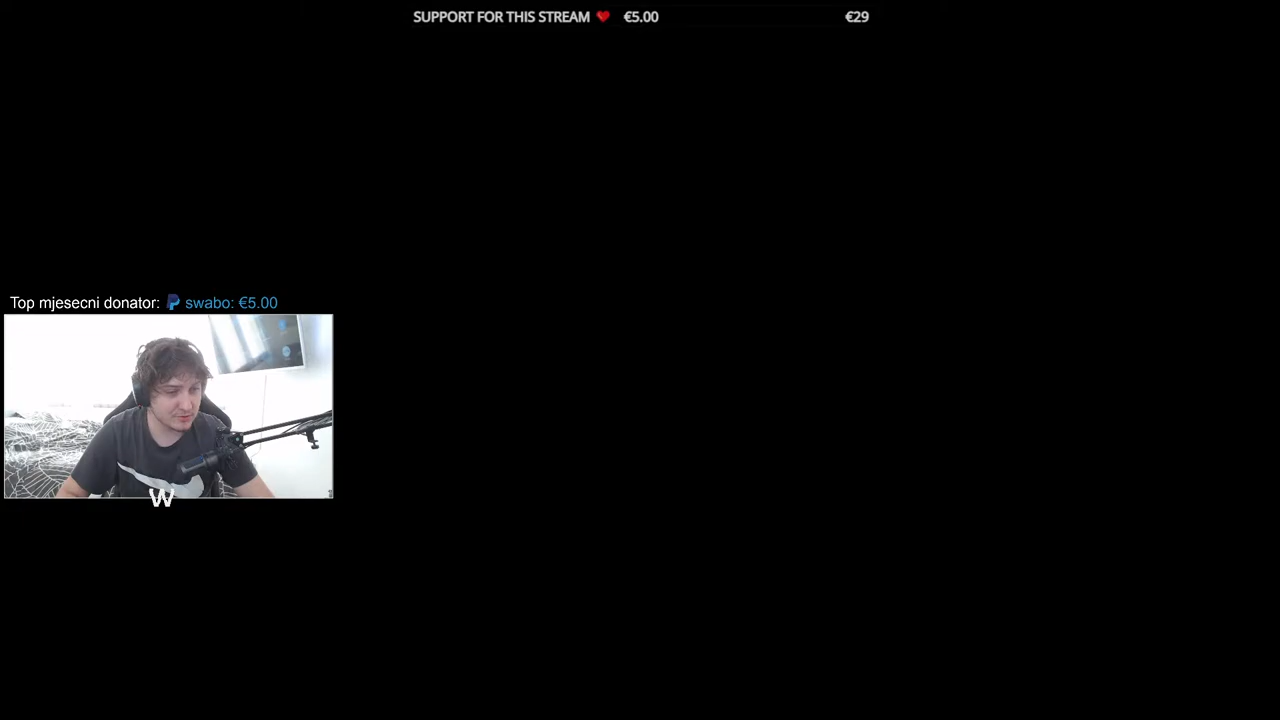 SUPPORT FOR THIS STREAM €5.00 €29
Top mjesecni donator: swabo: €5.00
W